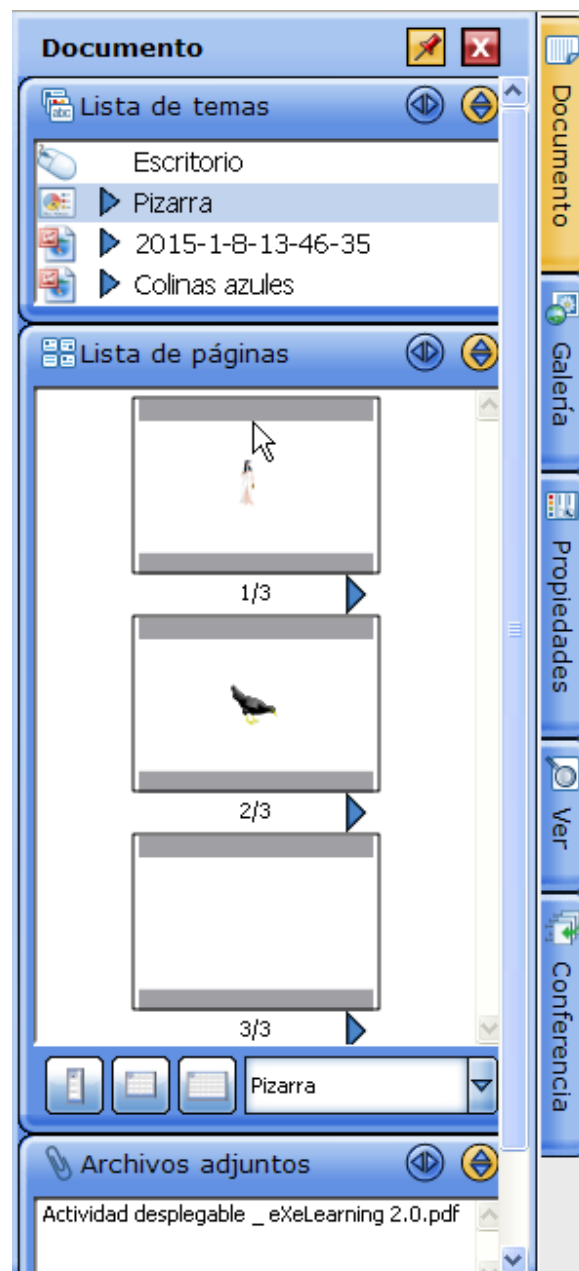 Documento
Lista de temas
Escritorio
Pizarra
2015-1-8-13-46-35
Colinas azules
Lista de páginas
1/3
2/3
3/3
Pizarra
Archivos adjuntos
Actividad desplegable _ eXeLearning 2.0.pdf
Documento
Galería
Propiedades
Ver
Conferencia